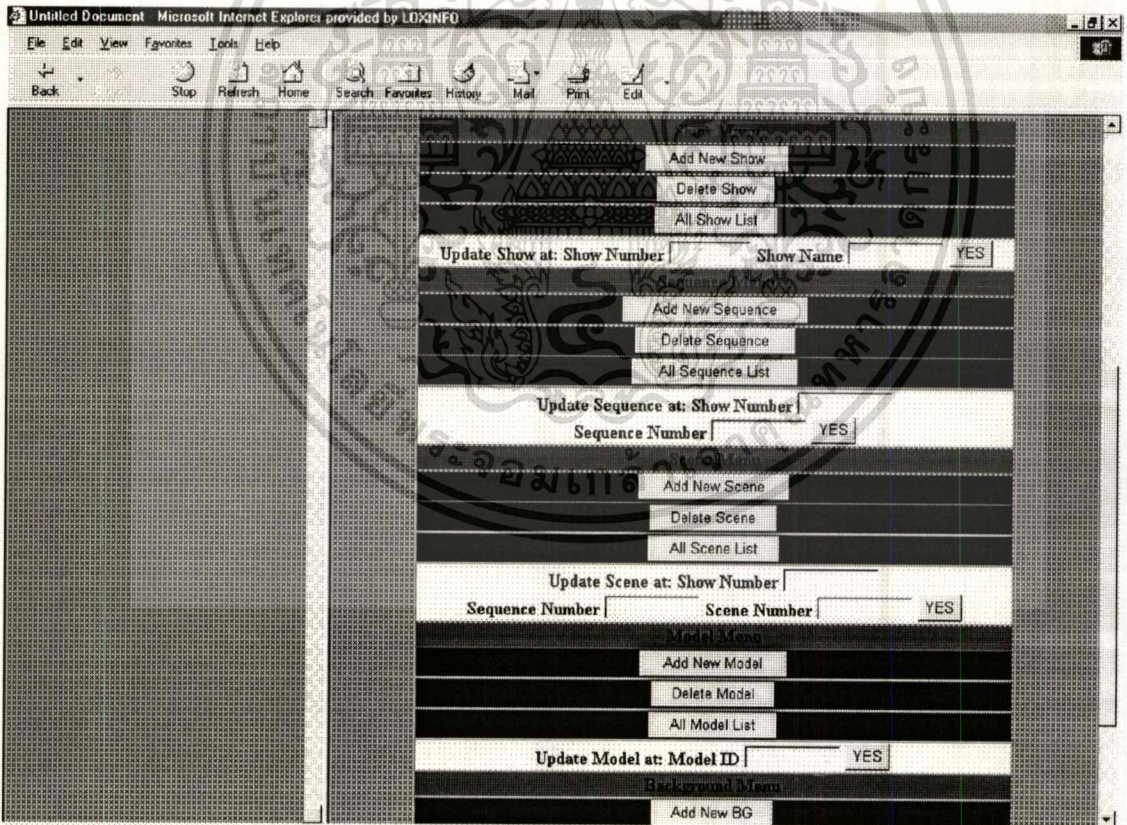 Untitled Document Microsoft Internet Explorer provided by LOXINFO
File Edit View Favorites Tools Help
Back Stop Refresh Home Search Favorites History Mail Print Edit
Add New Show
Delete Show
All Show List
Update Show at: Show Number Show Name YES
Sequence Menu
Add New Sequence
Delete Sequence
All Sequence List
Update Sequence at: Show Number
Sequence Number YES
Menu
Add New Scene
Delete Scene
All Scene List
Update Scene at: Show Number
Sequence Number Scene Number YES
Model Menu
Add New Model
Delete Model
All Model List
Update Model at: Model ID YES
Background Menu
Add New BG